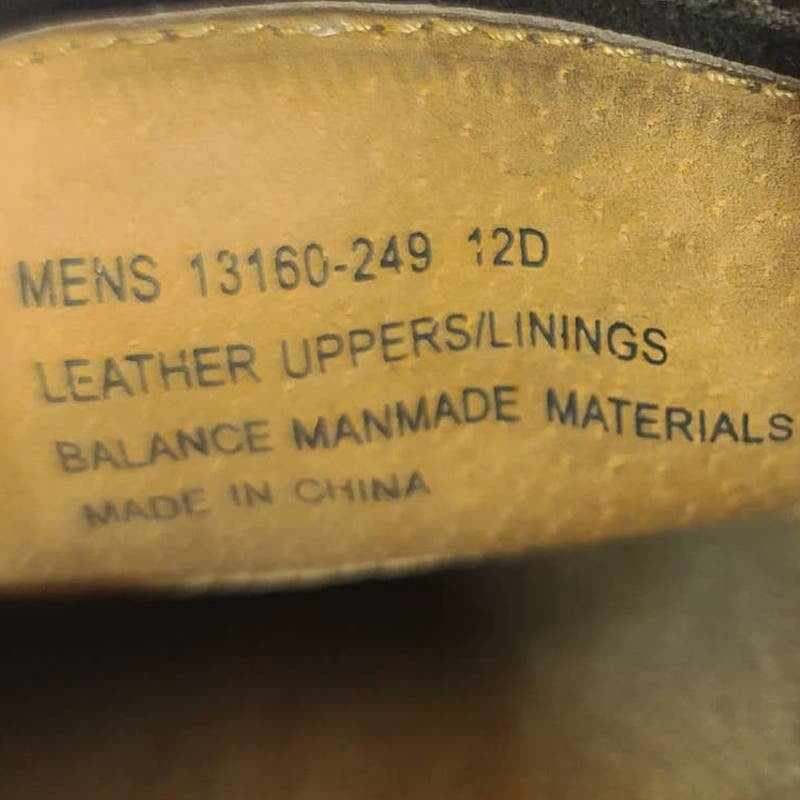 MENS 13160-249 12D
LEATHER UPPERS/LININGS
BALANCE MANMADE MATERIALS
MADE IN CHINA